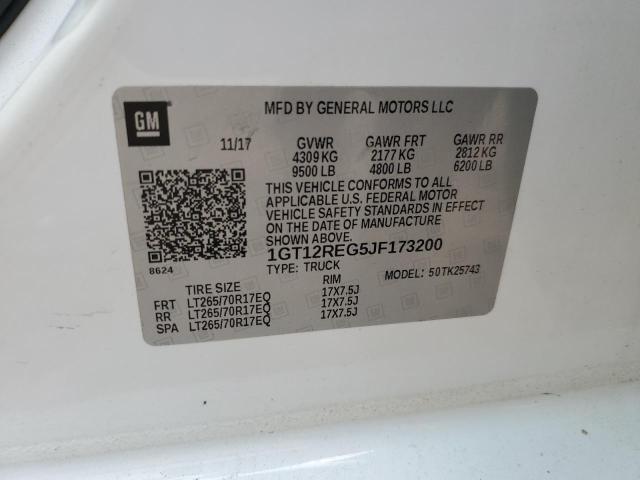 GM
MFD BY GENERAL MOTORS LLC
11/17 GVWR GAWR FRT GAWR RR
4309 KG 2177 KG 2812 KG
9500 LB 4800 LB 6200 LB
THIS VEHICLE CONFORMS TO ALL
APPLICABLE U.S. FEDERAL MOTOR
VEHICLE SAFETY STANDARDS IN EFFECT
ON THE DATE OF MANUFACTURE
SHOWN ABOVE.
1GT12REG5JF173200
8624 TYPE: TRUCK MODEL: 50TK25743
TIRE SIZE RIM
FRT LT265/70R17EQ 17X7.5J
RR LT265/70R17EQ 17X7.5J
SPA LT265/70R17EQ 17X7.5J